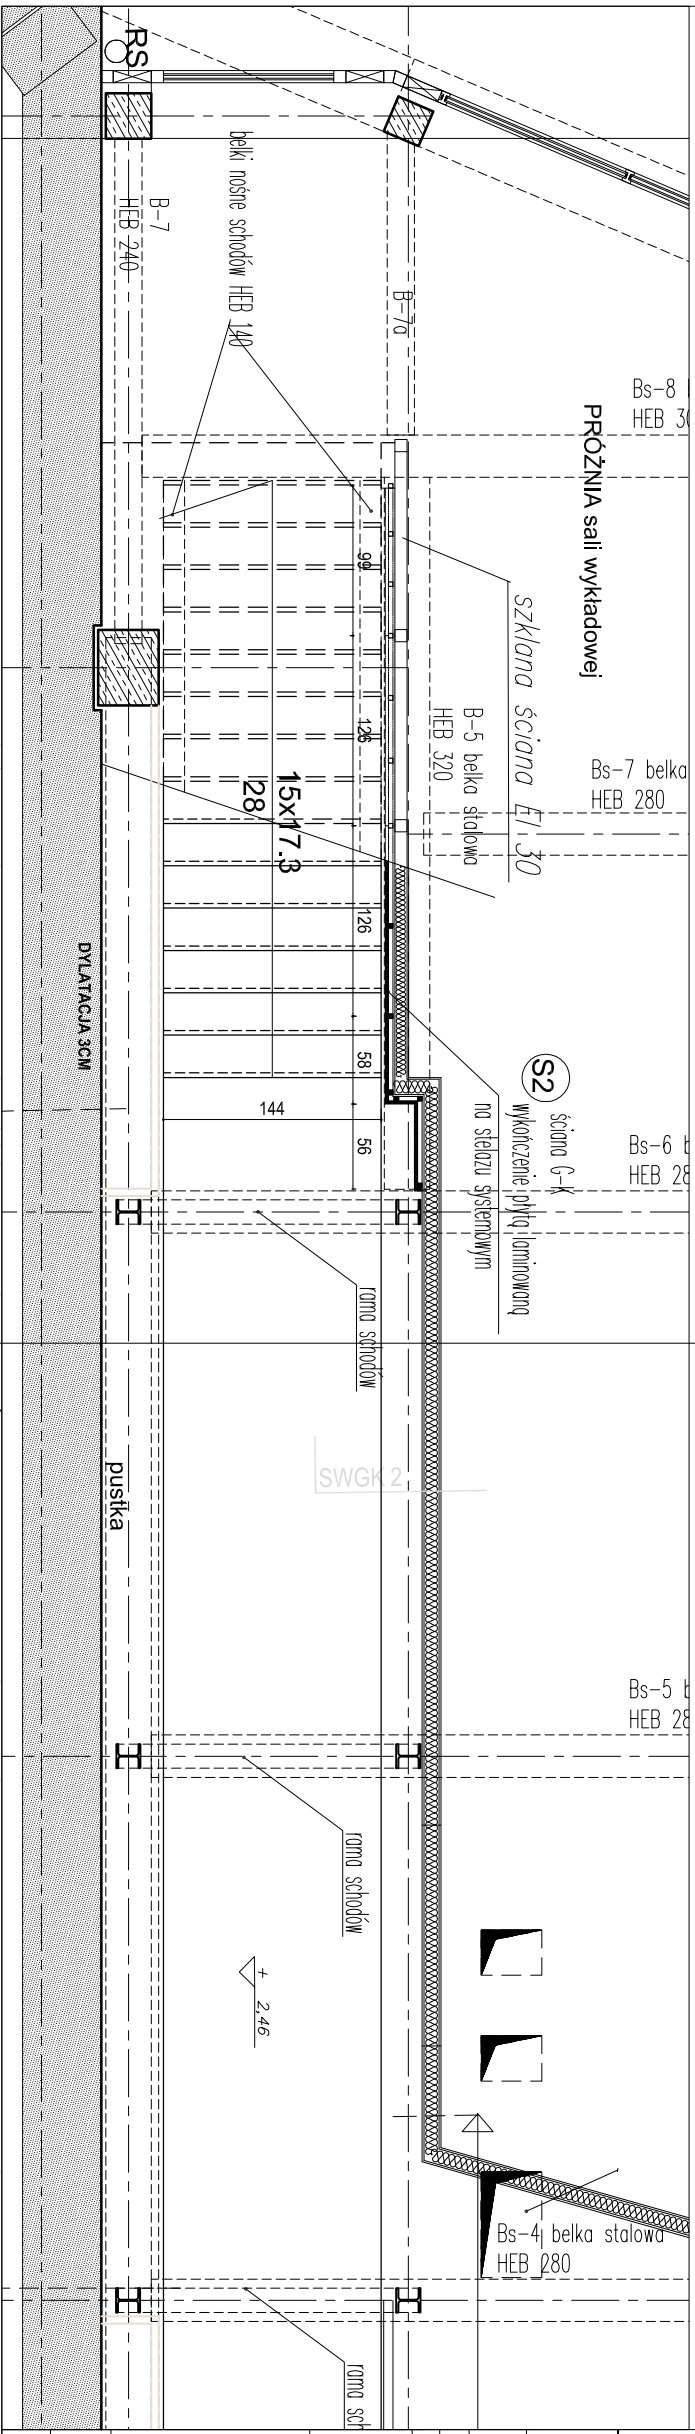 RS
B-7
HEB 240
belki nośne schodów HEB 140
B-7a
Bs-8
PRÓŻNIA sali wykładowej
szklana ściana EI 30
B-5 belka stalowa
HEB 320
Bs-7 belka
HEB 280
99
126
126
58
56
15x17.3
28
144
DYLATACJA 3CM
S2
ściana G-K
wykończenie płytą laminowaną
na stelażu systemowym
Bs-6
HEB 28
rama schodów
SWGK 2
pustka
Bs-5
HEB 28
rama schodów
+
2,46
Bs-4 belka stalowa
HEB 280
rama sch